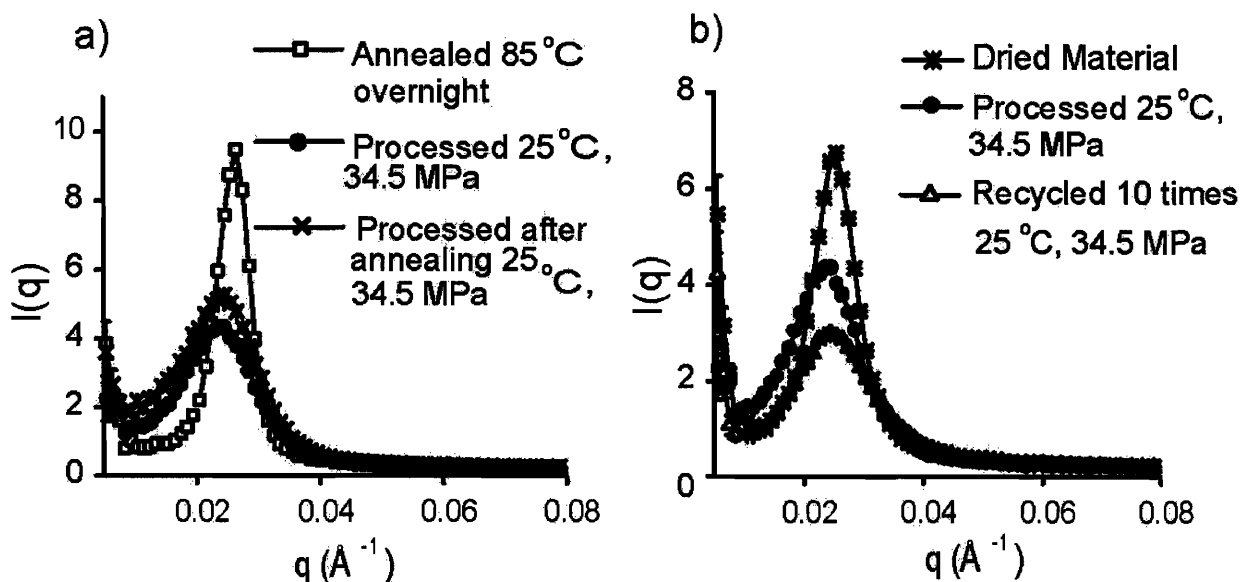 a)
Annealed 85°C
overnight
Processed 25°C,
34.5 MPa
Processed after
annealing 25°C,
34.5 MPa
10
8
6
4
2
0
I(q)
0.02 0.04 0.06 0.08
q (Å⁻¹)
b)
Dried Material
Processed 25°C,
34.5 MPa
Recycled 10 times
25 °C, 34.5 MPa
8
6
4
2
0
I(q)
0.02 0.04 0.06 0.08
q (Å⁻¹)